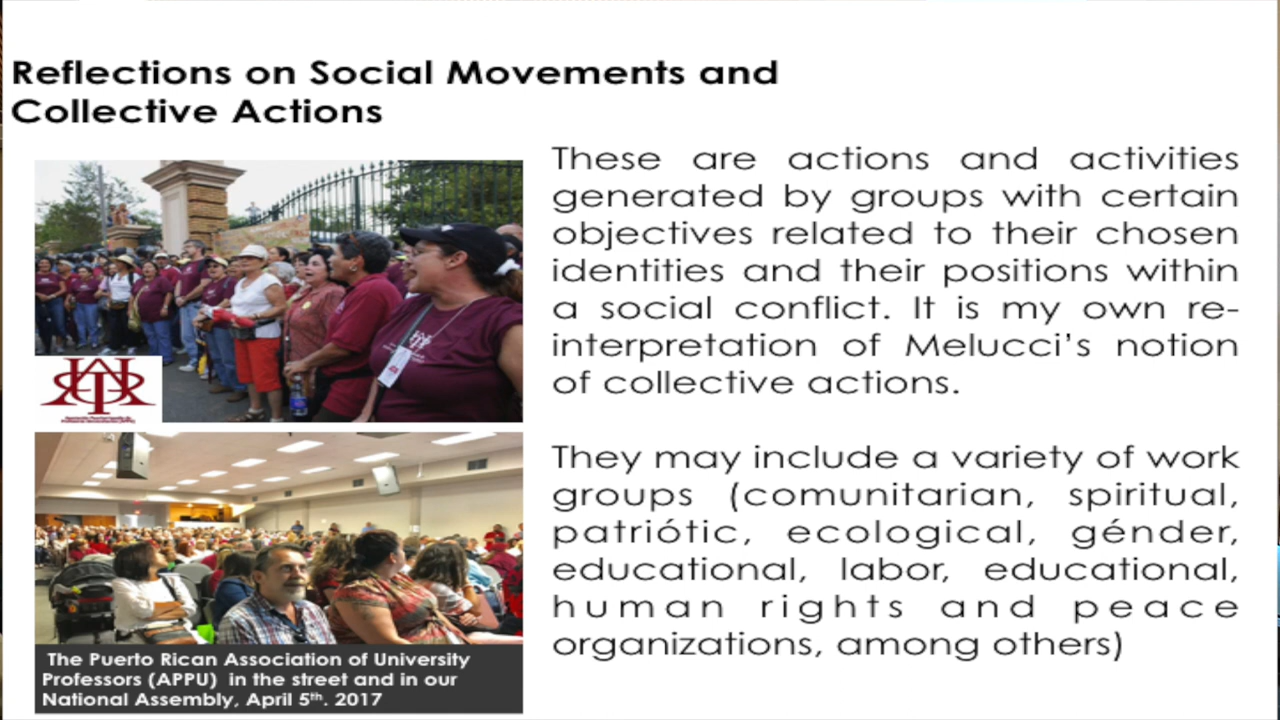 Reflections on Social Movements and
Collective Actions
These are actions and activities
generated by groups with certain
objectives related to their chosen
identities and their positions within
a social conflict. It is my own re-
interpretation of Melucci’s notion
of collective actions.
They may include a variety of work
groups (comunitarian, spiritual,
patriótic, ecological, génder,
educational, labor, educational,
human rights and peace
organizations, among others)
The Puerto Rican Association of University
Professors (APPU) in the street and in our
National Assembly, April 5th. 2017